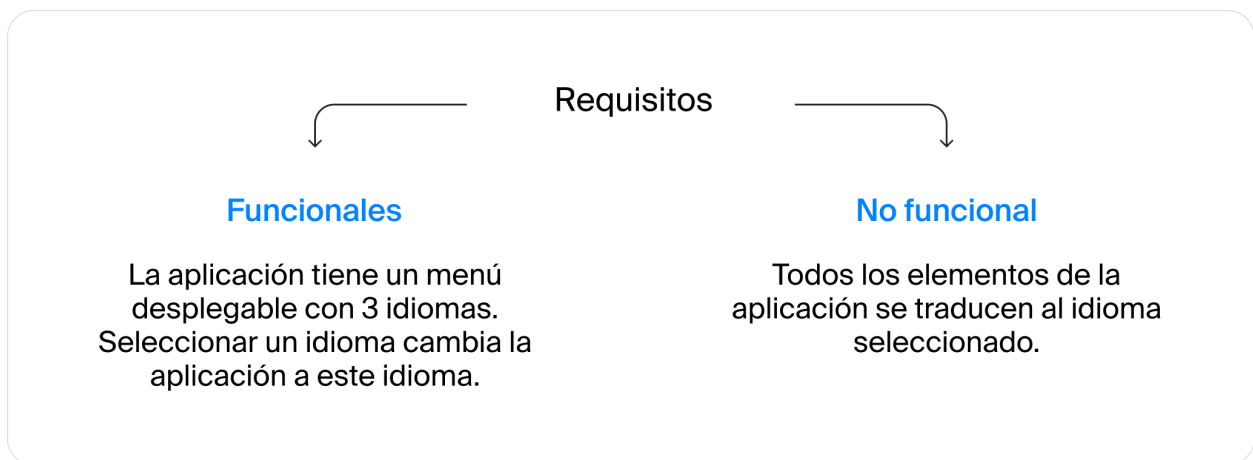 Requisitos
Funcionales
La aplicación tiene un menú
desplegable con 3 idiomas.
Seleccionar un idioma cambia la
aplicación a este idioma.
No funcional
Todos los elementos de la
aplicación se traducen al idioma
seleccionado.